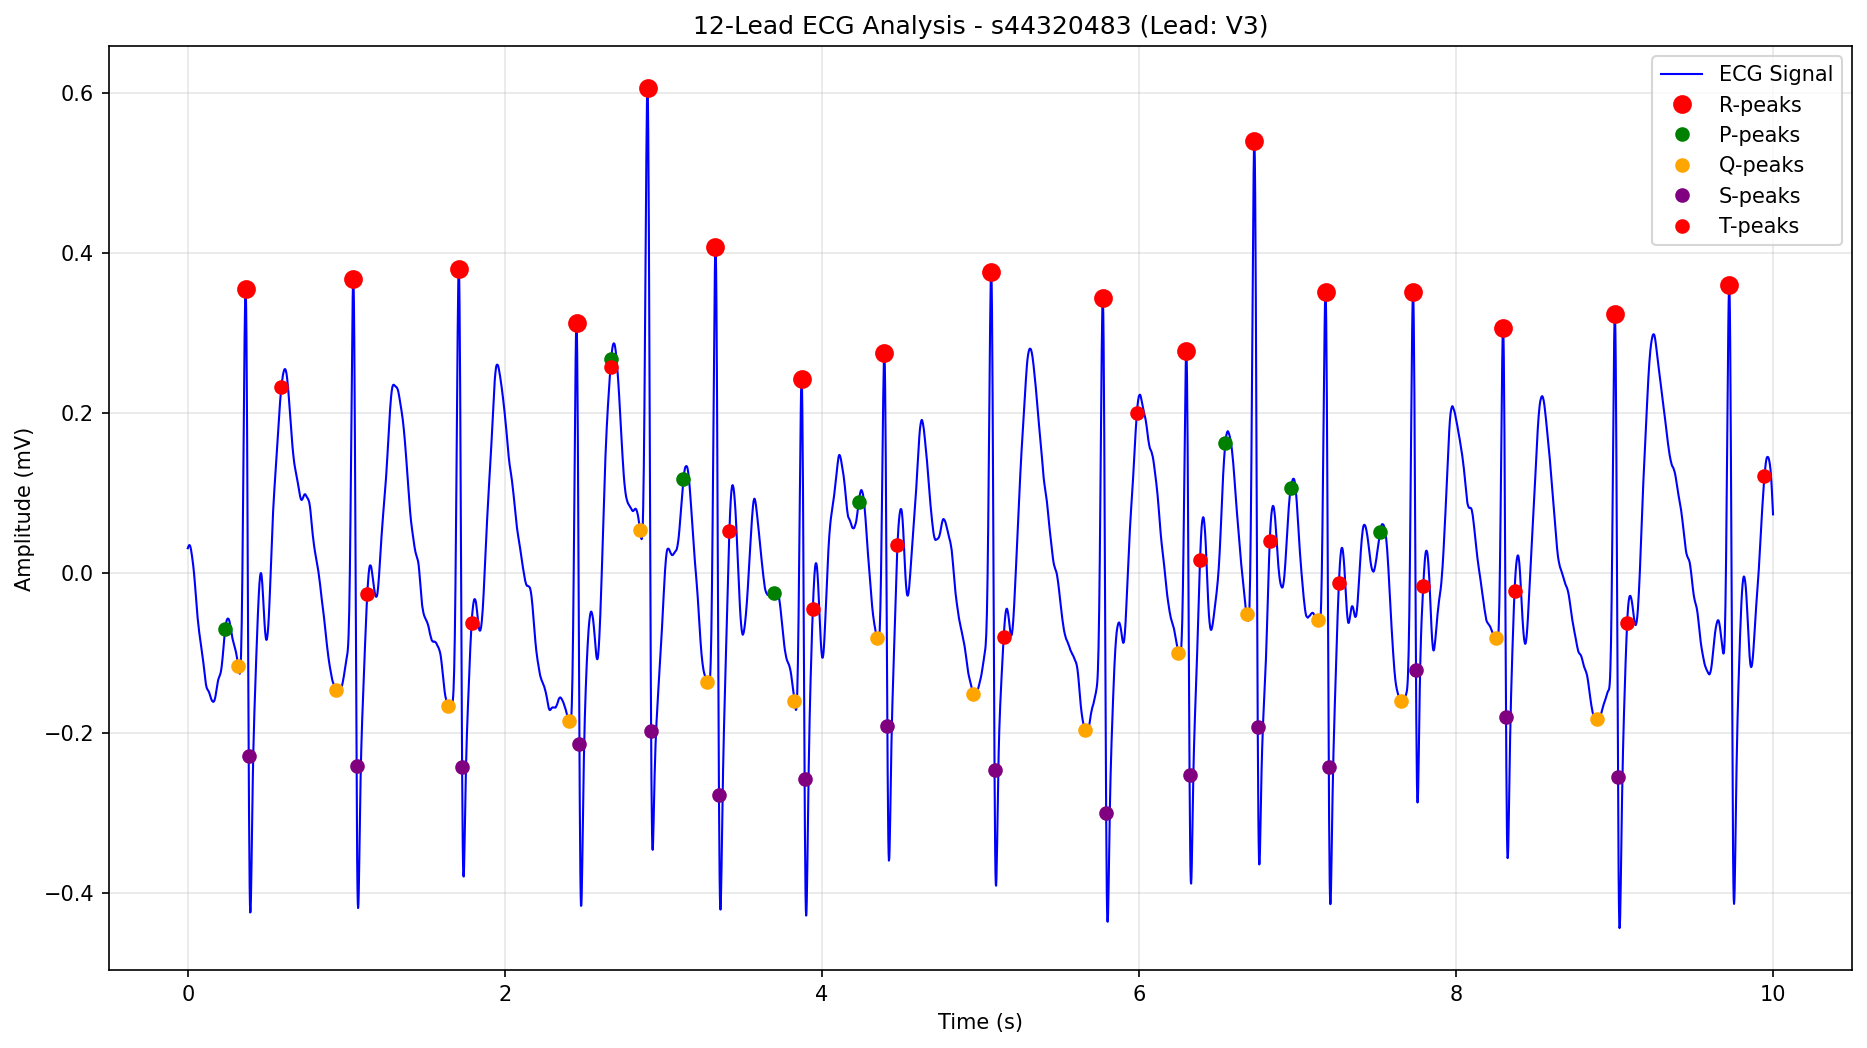 12-Lead ECG Analysis - s44320483 (Lead: V3)
ECG Signal
R-peaks
P-peaks
Q-peaks
S-peaks
T-peaks
Amplitude (mV)
0.6
0.4
0.2
0.0
−0.2
−0.4
0 2 4 6 8 10
Time (s)